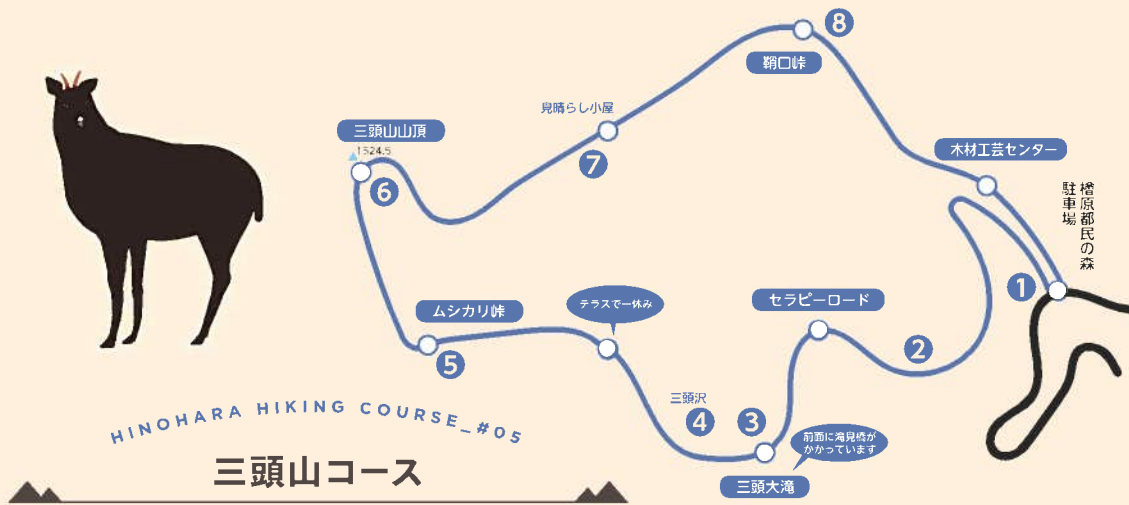 8
鞘口峠
見晴らし小屋
7
三頭山山頂
1524.5
6
木材工芸センター
檜原都民の森
駐車場
1
セラピーロード
2
テラスで一休み
ムシカリ峠
5
三頭沢
4
3
前面に滝見橋が
かかっています
三頭大滝
HINOHARA HIKING COURSE_#05
三頭山コース